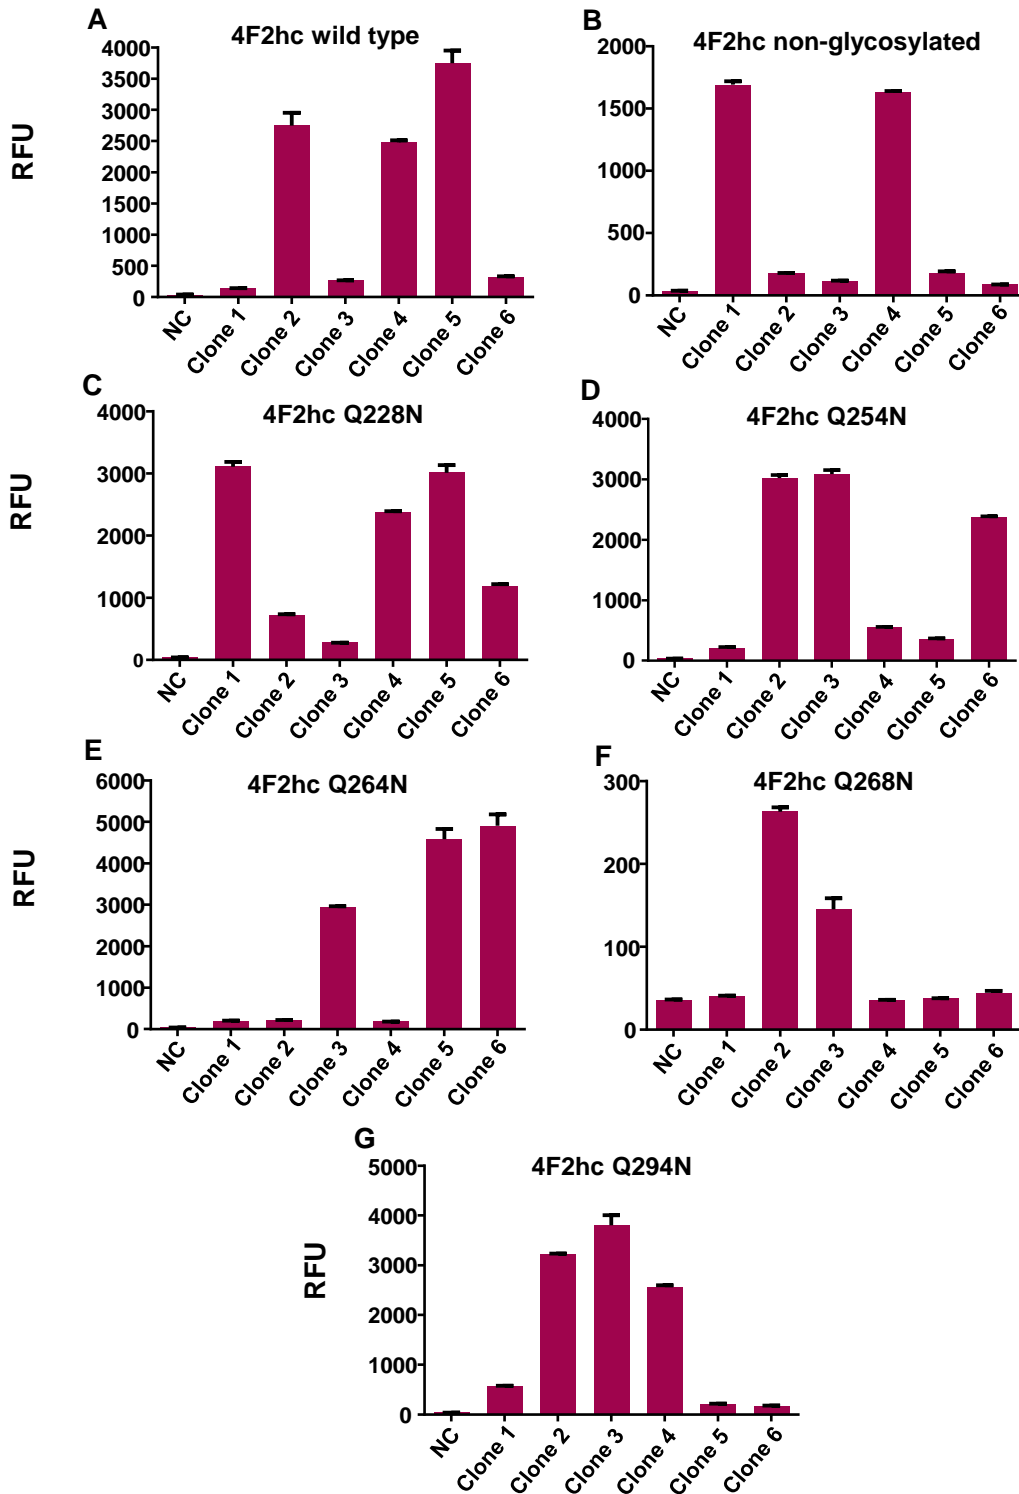 A
4F2hc wild type
RFU
4000
3500
3000
2500
2000
1500
1000
500
0
NC
Clone 1
Clone 2
Clone 3
Clone 4
Clone 5
Clone 6
B
4F2hc non-glycosylated
2000
1500
1000
500
0
NC
Clone 1
Clone 2
Clone 3
Clone 4
Clone 5
Clone 6
C
4F2hc Q228N
RFU
4000
3000
2000
1000
0
NC
Clone 1
Clone 2
Clone 3
Clone 4
Clone 5
Clone 6
D
4F2hc Q254N
4000
3000
2000
1000
0
NC
Clone 1
Clone 2
Clone 3
Clone 4
Clone 5
Clone 6
E
4F2hc Q264N
RFU
6000
5000
4000
3000
2000
1000
0
NC
Clone 1
Clone 2
Clone 3
Clone 4
Clone 5
Clone 6
F
4F2hc Q268N
300
200
100
0
NC
Clone 1
Clone 2
Clone 3
Clone 4
Clone 5
Clone 6
G
4F2hc Q294N
RFU
5000
4000
3000
2000
1000
0
NC
Clone 1
Clone 2
Clone 3
Clone 4
Clone 5
Clone 6